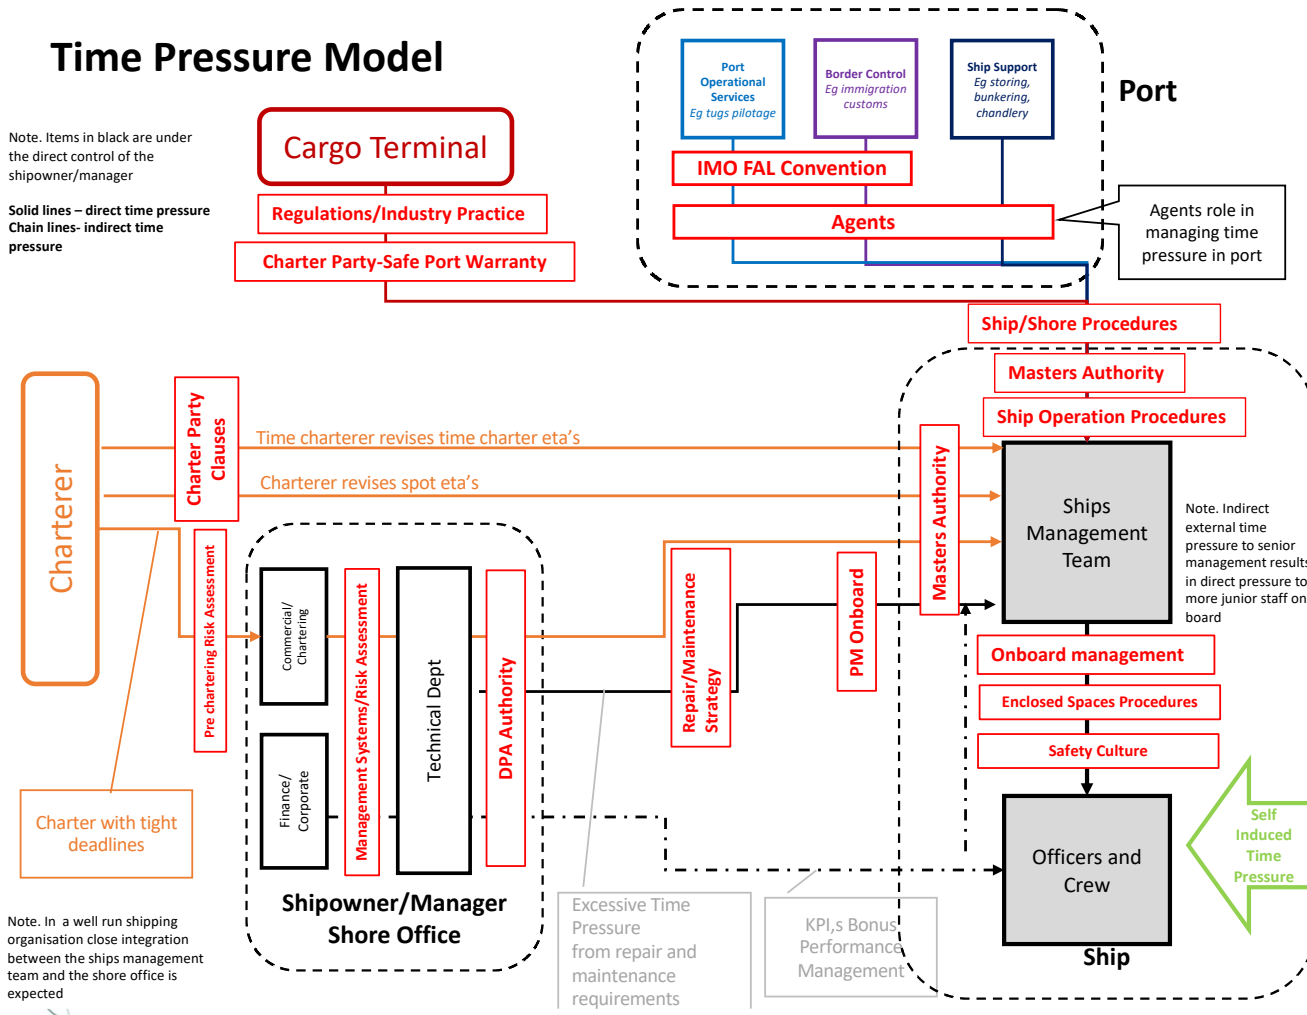 Time Pressure Model
Note. Items in black are under
the direct control of the
shipowner/manager
Solid lines – direct time pressure
Chain lines- indirect time
pressure
Cargo Terminal
Regulations/Industry Practice
Charter Party-Safe Port Warranty
Port
Operational
Services
Eg tugs pilotage
Border Control
Eg immigration
customs
Ship Support
Eg storing,
bunkering,
chandlery
Port
IMO FAL Convention
Agents
Agents role in
managing time
pressure in port
Ship/Shore Procedures
Masters Authority
Ship Operation Procedures
Charterer
Charter Party
Clauses
Time charterer revises time charter eta's
Charterer revises spot eta's
Pre chartering Risk Assessment
Commercial/
Chartering
Finance/
Corporate
Management Systems/Risk Assessment
Technical Dept
DPA Authority
Repair/Maintenance
Strategy
PM Onboard
Masters Authority
Ships
Management
Team
Note. Indirect
external time
pressure to senior
management results
in direct pressure to
more junior staff on
board
Onboard management
Enclosed Spaces Procedures
Safety Culture
Officers and
Crew
Ship
Self
Induced
Time
Pressure
Charter with tight
deadlines
Shipowner/Manager
Shore Office
Excessive Time
Pressure
from repair and
maintenance
requirements
KPI,s Bonus
Performance
Management
Note. In a well run shipping
organisation close integration
between the ships management
team and the shore office is
expected